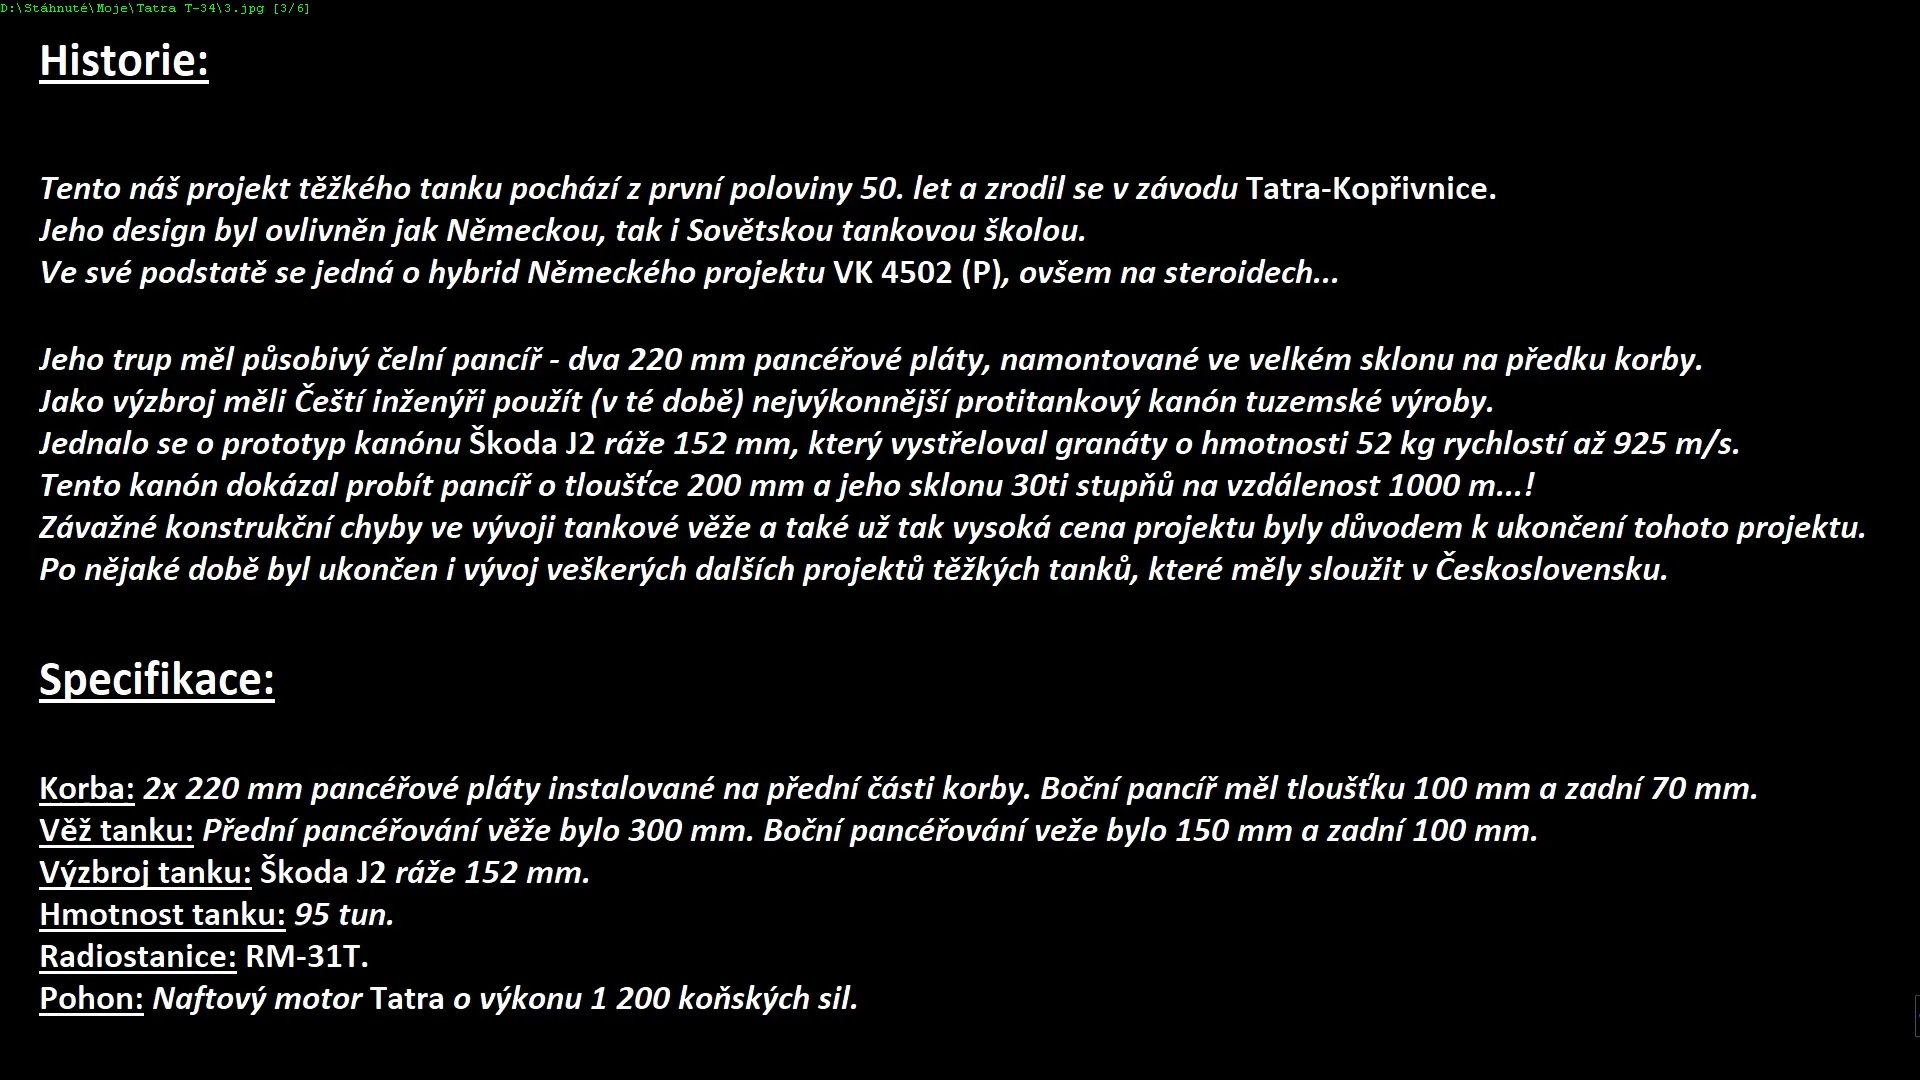 D:\Stáhnuté\Moje\Tatra T-34\3.jpg [3/6]
Historie:
Tento náš projekt těžkého tanku pochází z první poloviny 50. let a zrodil se v závodu Tatra-Kopřivnice.
Jeho design byl ovlivněn jak Německou, tak i Sovětskou tankovou školou.
Ve své podstatě se jedná o hybrid Německého projektu VK 4502 (P), ovšem na steroidech...
Jeho trup měl působivý čelní pancíř - dva 220 mm pancéřové pláty, namontované ve velkém sklonu na předku korby.
Jako výzbroj měli Čeští inženýři použít (v té době) nejvýkonnější protitankový kanón tuzemské výroby.
Jednalo se o prototyp kanónu Škoda J2 ráže 152 mm, který vystřeloval granáty o hmotnosti 52 kg rychlostí až 925 m/s.
Tento kanón dokázal probít pancíř o tloušťce 200 mm a jeho sklonu 30ti stupňů na vzdálenost 1000 m...!
Závažné konstrukční chyby ve vývoji tankové věže a také už tak vysoká cena projektu byly důvodem k ukončení tohoto projektu.
Po nějaké době byl ukončen i vývoj veškerých dalších projektů těžkých tanků, které měly sloužit v Československu.
Specifikace:
Korba: 2x 220 mm pancéřové pláty instalované na přední části korby. Boční pancíř měl tloušťku 100 mm a zadní 70 mm.
Věž tanku: Přední pancéřování věže bylo 300 mm. Boční pancéřování veže bylo 150 mm a zadní 100 mm.
Výzbroj tanku: Škoda J2 ráže 152 mm.
Hmotnost tanku: 95 tun.
Radiostanice: RM-31T.
Pohon: Naftový motor Tatra o výkonu 1 200 koňských sil.